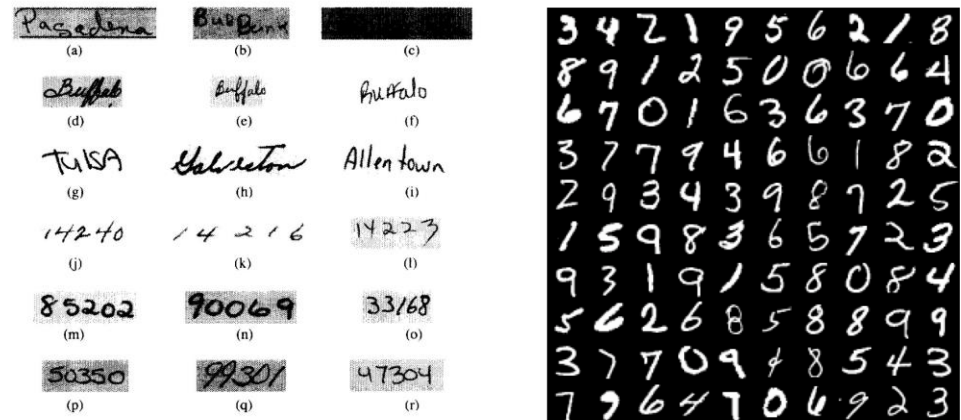 Pasadena BudBunk
(a) (b) (c)
Buffalo Buffalo Buffalo
(d) (e) (f)
TulSA Galveston Allentown
(g) (h) (i)
14240 14216 14223
(j) (k) (l)
85202 90069 33168
(m) (n) (o)
50350 99301 47304
(p) (q) (r)
3 4 2 1 9 5 6 2 1 8
8 9 1 2 5 0 0 6 6 4
6 7 0 1 6 3 6 3 7 0
3 7 7 9 4 6 6 1 8 2
2 9 3 4 3 9 8 7 2 5
1 5 9 8 3 6 5 7 2 3
9 3 1 9 1 5 8 0 8 4
5 6 2 6 8 5 8 8 9 9
3 7 7 0 9 4 8 5 4 3
7 9 6 4 7 0 6 9 2 3